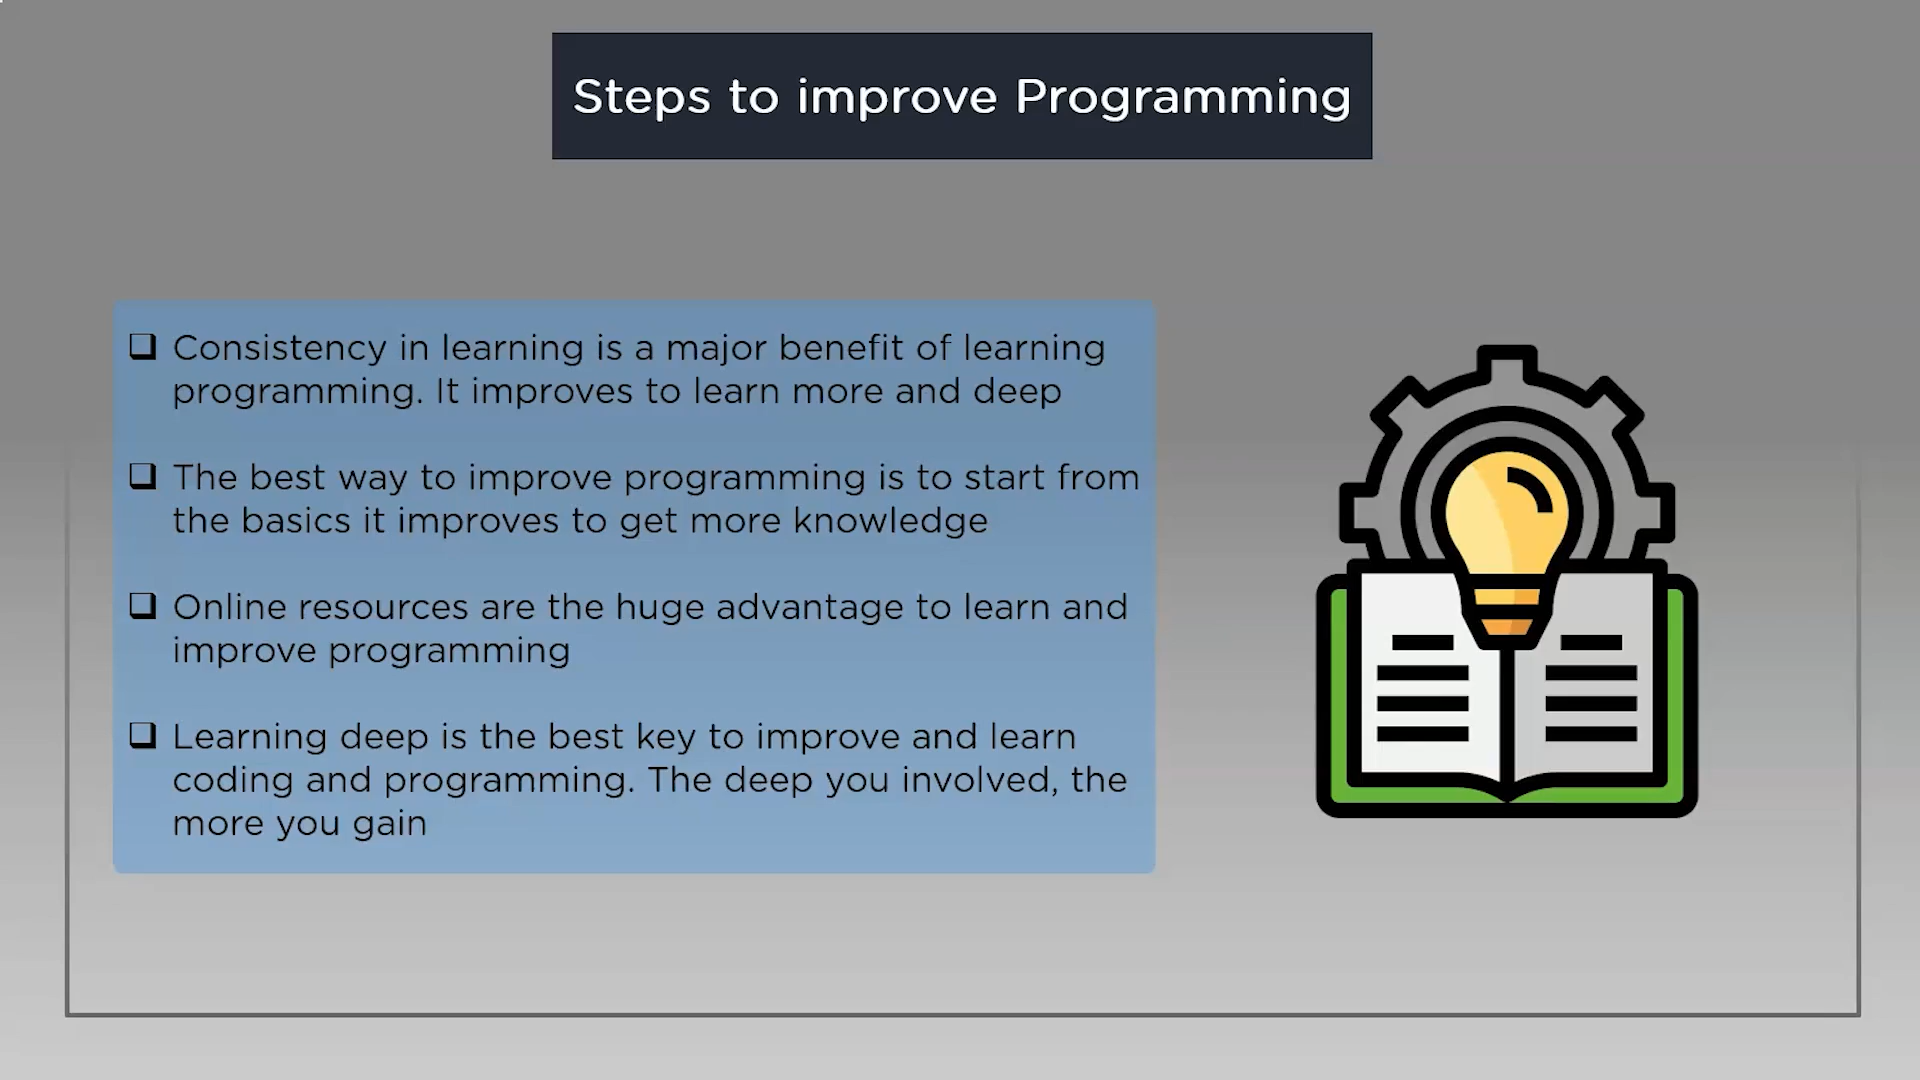 Steps to improve Programming
Consistency in learning is a major benefit of learning
programming. It improves to learn more and deep
The best way to improve programming is to start from
the basics it improves to get more knowledge
Online resources are the huge advantage to learn and
improve programming
Learning deep is the best key to improve and learn
coding and programming. The deep you involved, the
more you gain